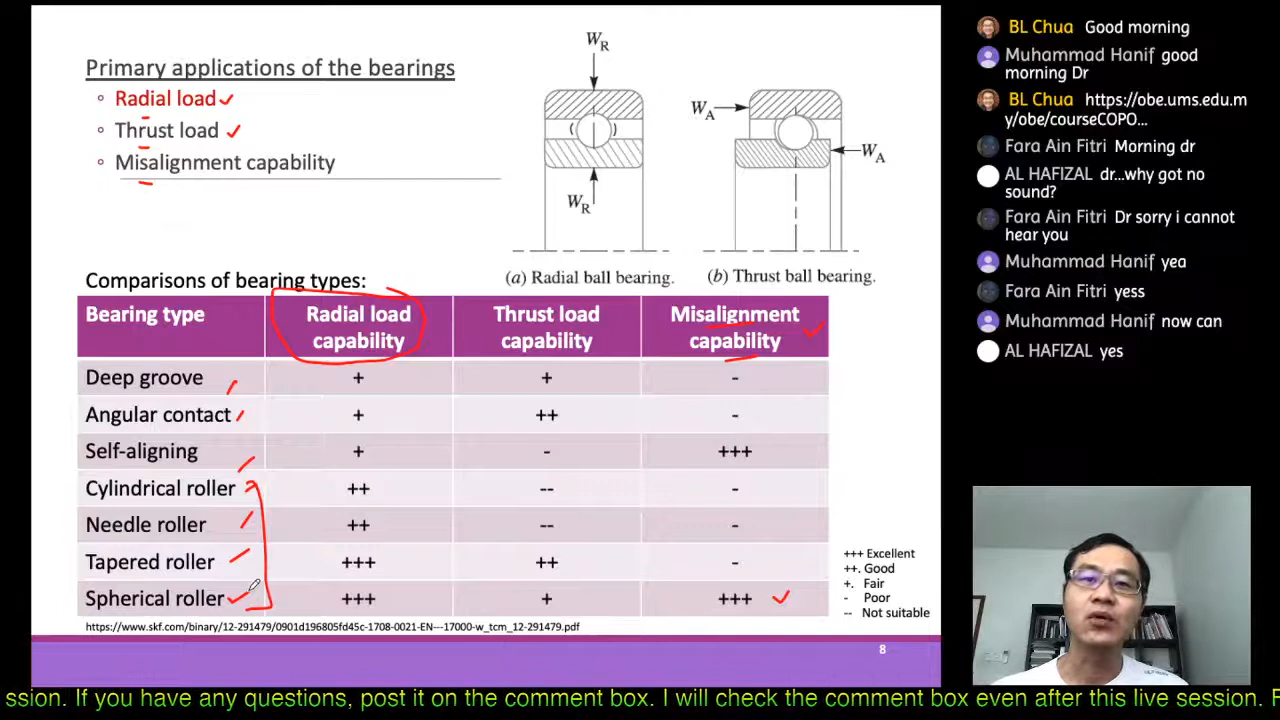 Primary applications of the bearings
◦ Radial load
◦ Thrust load
◦ Misalignment capability
W_R
W_R
(a) Radial ball bearing.
W_A
W_A
(b) Thrust ball bearing.
Comparisons of bearing types:
Bearing type Radial load capability Thrust load capability Misalignment capability
Deep groove + + -
Angular contact + ++ -
Self-aligning + - +++
Cylindrical roller ++ -- -
Needle roller ++ -- -
Tapered roller +++ ++ -
Spherical roller +++ + +++
+++ Excellent
++. Good
+. Fair
- Poor
-- Not suitable
https://www.skf.com/binary/12-291479/0901d196805fd45c-1708-0021-EN---17000-w_tcm_12-291479.pdf
8
BL Chua Good morning
Muhammad Hanif good
morning Dr
BL Chua https://obe.ums.edu.m
y/obe/courseCOPO...
Fara Ain Fitri Morning dr
AL HAFIZAL dr...why got no
sound?
Fara Ain Fitri Dr sorry i cannot
hear you
Muhammad Hanif yea
Fara Ain Fitri yess
Muhammad Hanif now can
AL HAFIZAL yes
ssion. If you have any questions, post it on the comment box. I will check the comment box even after this live session. F